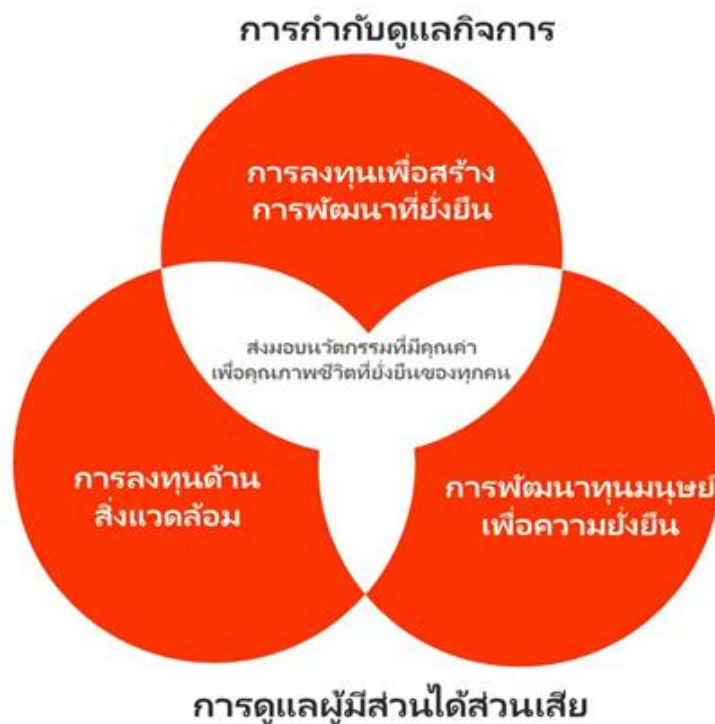 การกำกับดูแลกิจการ
การลงทุนเพื่อสร้าง
การพัฒนาที่ยั่งยืน
ส่งมอบนวัตกรรมที่มีคุณค่า
เพื่อคุณภาพชีวิตที่ยั่งยืนของทุกคน
การลงทุนด้าน
สิ่งแวดล้อม
การพัฒนาทุนมนุษย์
เพื่อความยั่งยืน
การดูแลผู้มีส่วนได้ส่วนเสีย